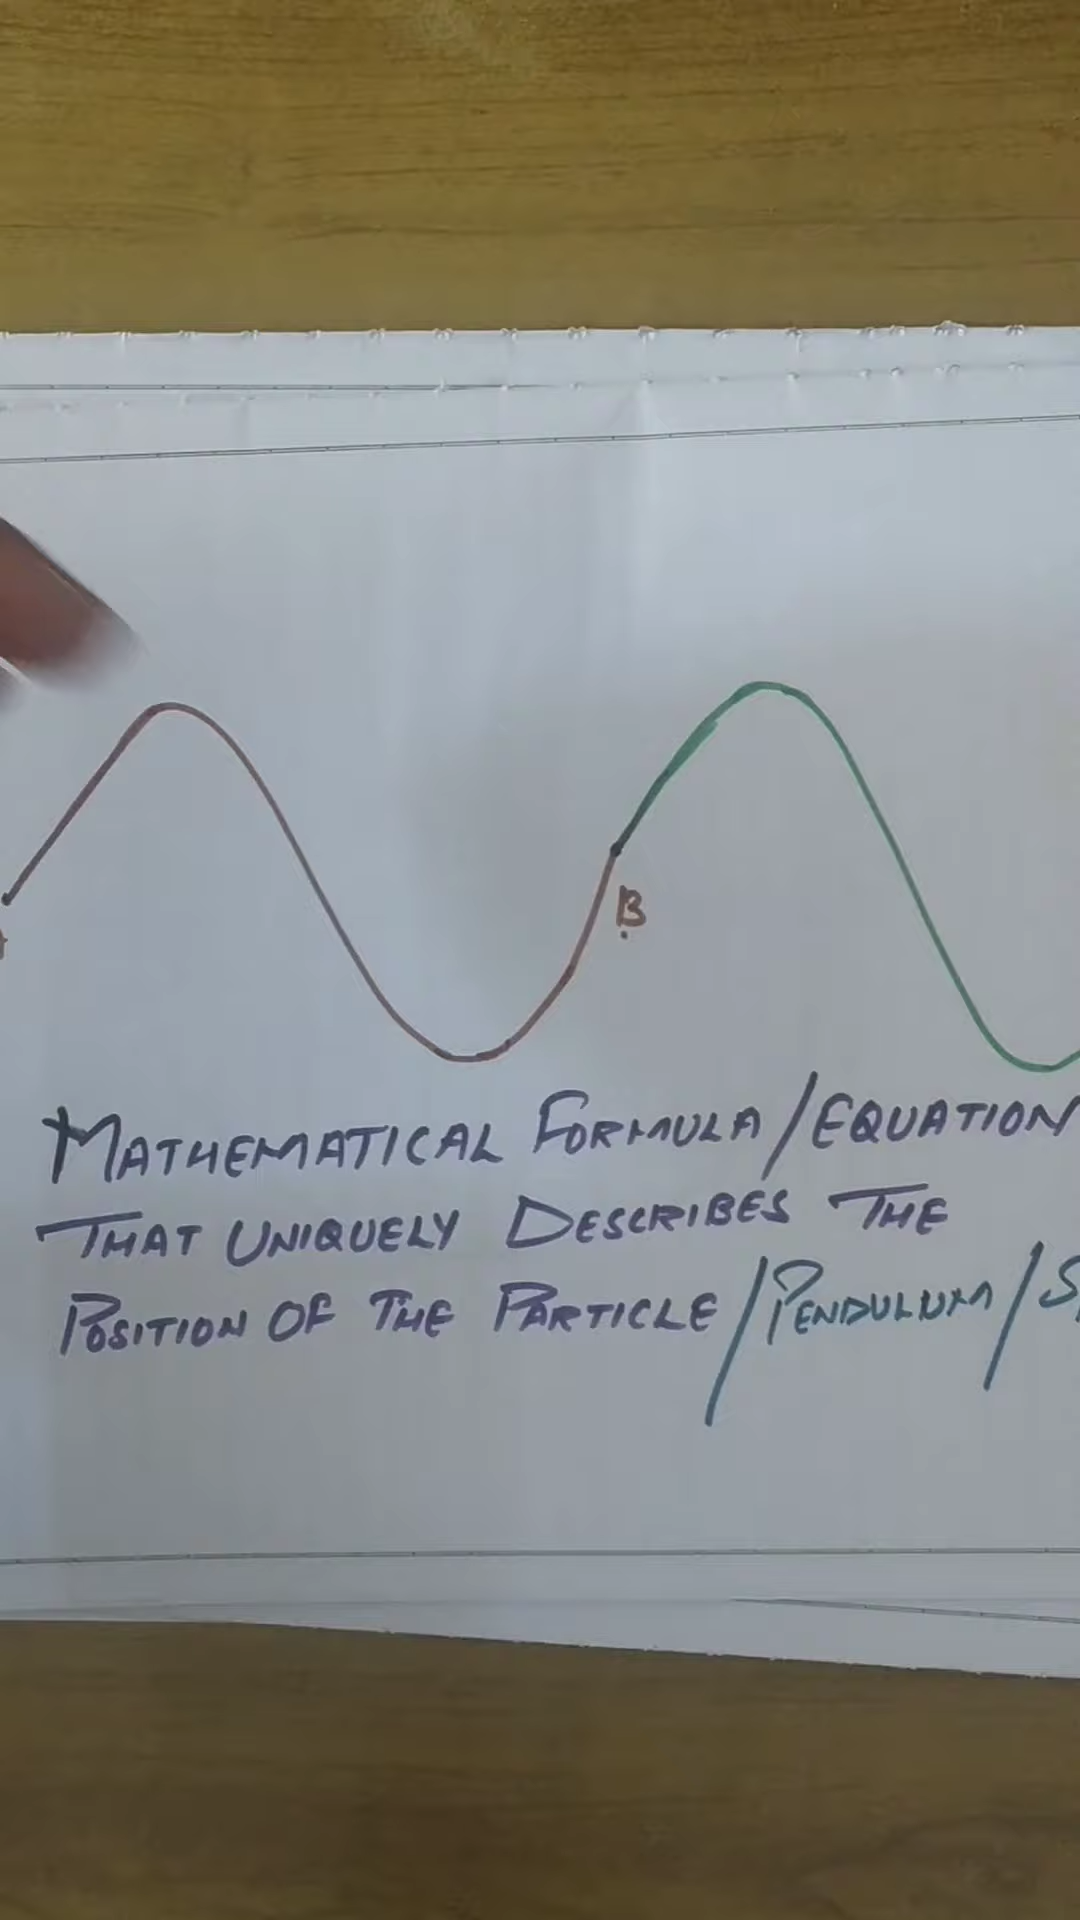 B
MATHEMATICAL FORMULA/EQUATION
THAT UNIQUELY DESCRIBES THE
POSITION OF THE PARTICLE/PENDULUM/